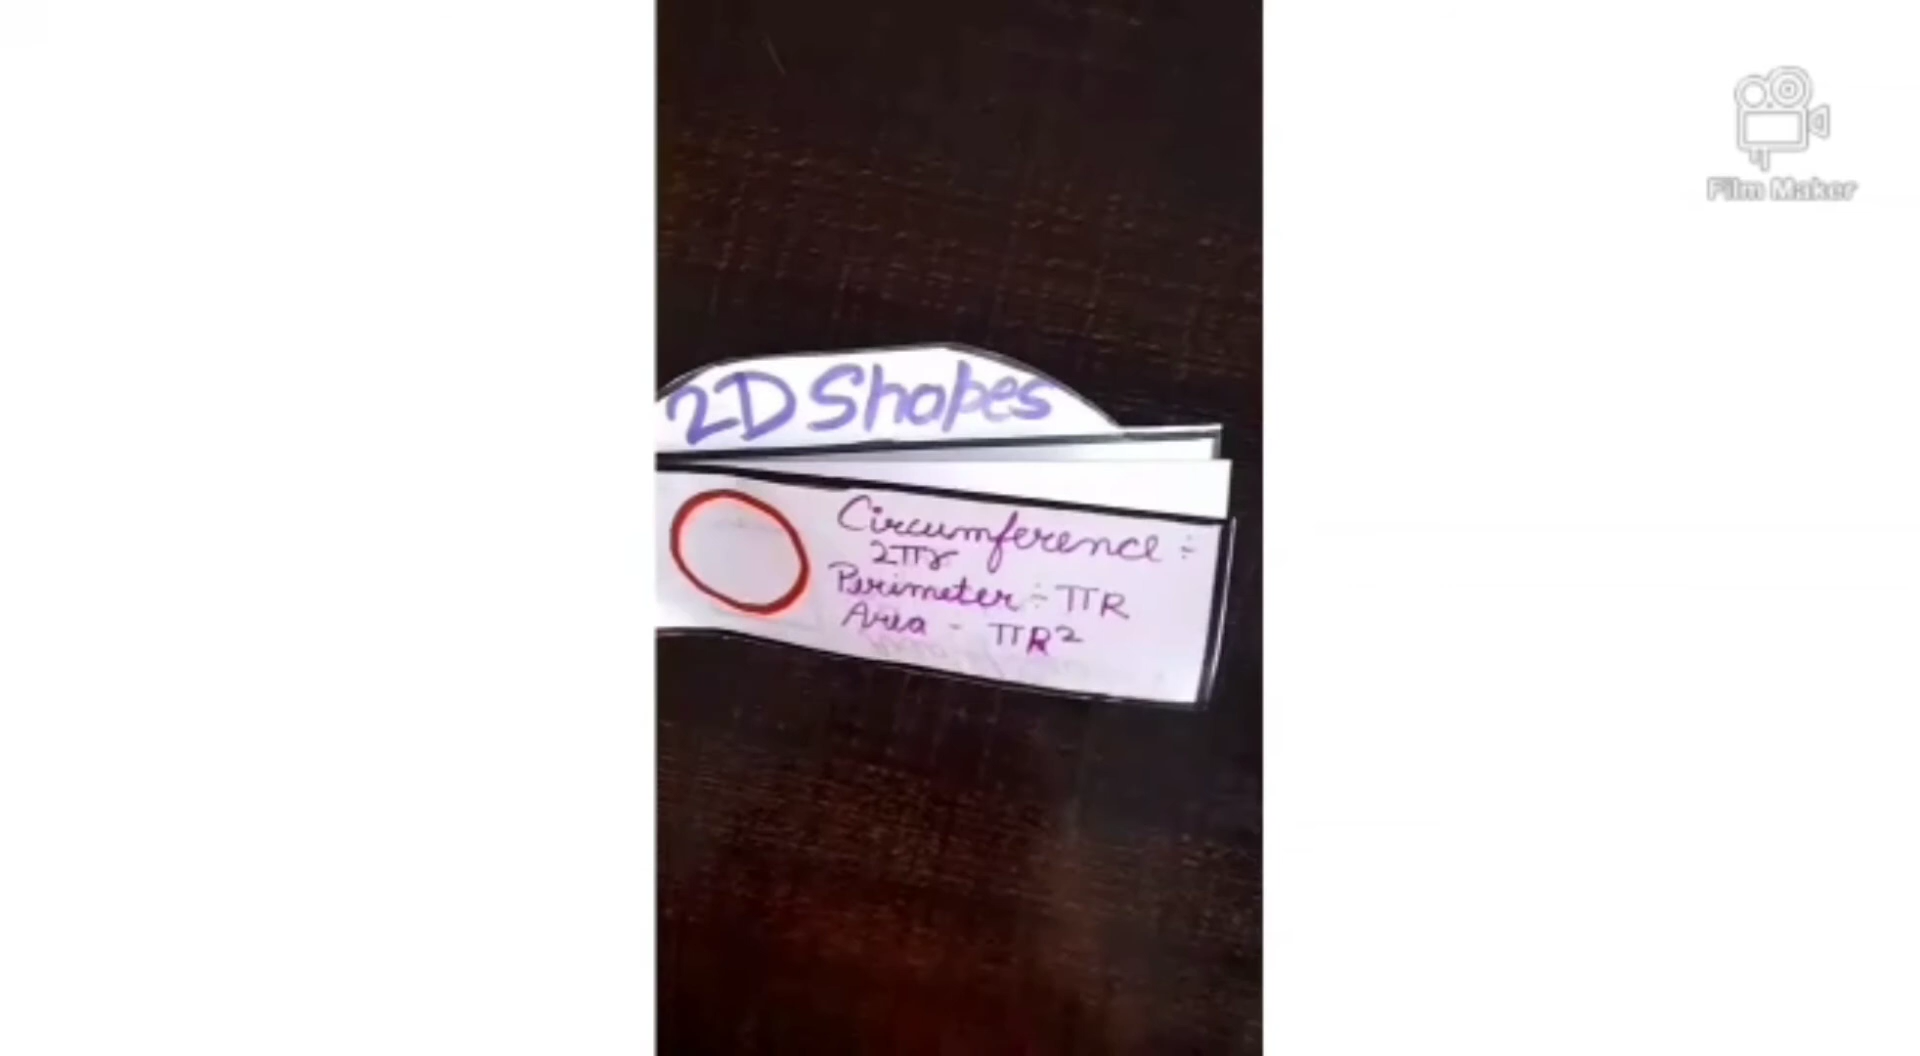 Film Maker
2D Shapes
Circumference ÷
2πr
Perimeter ÷ πR
Area - πR²